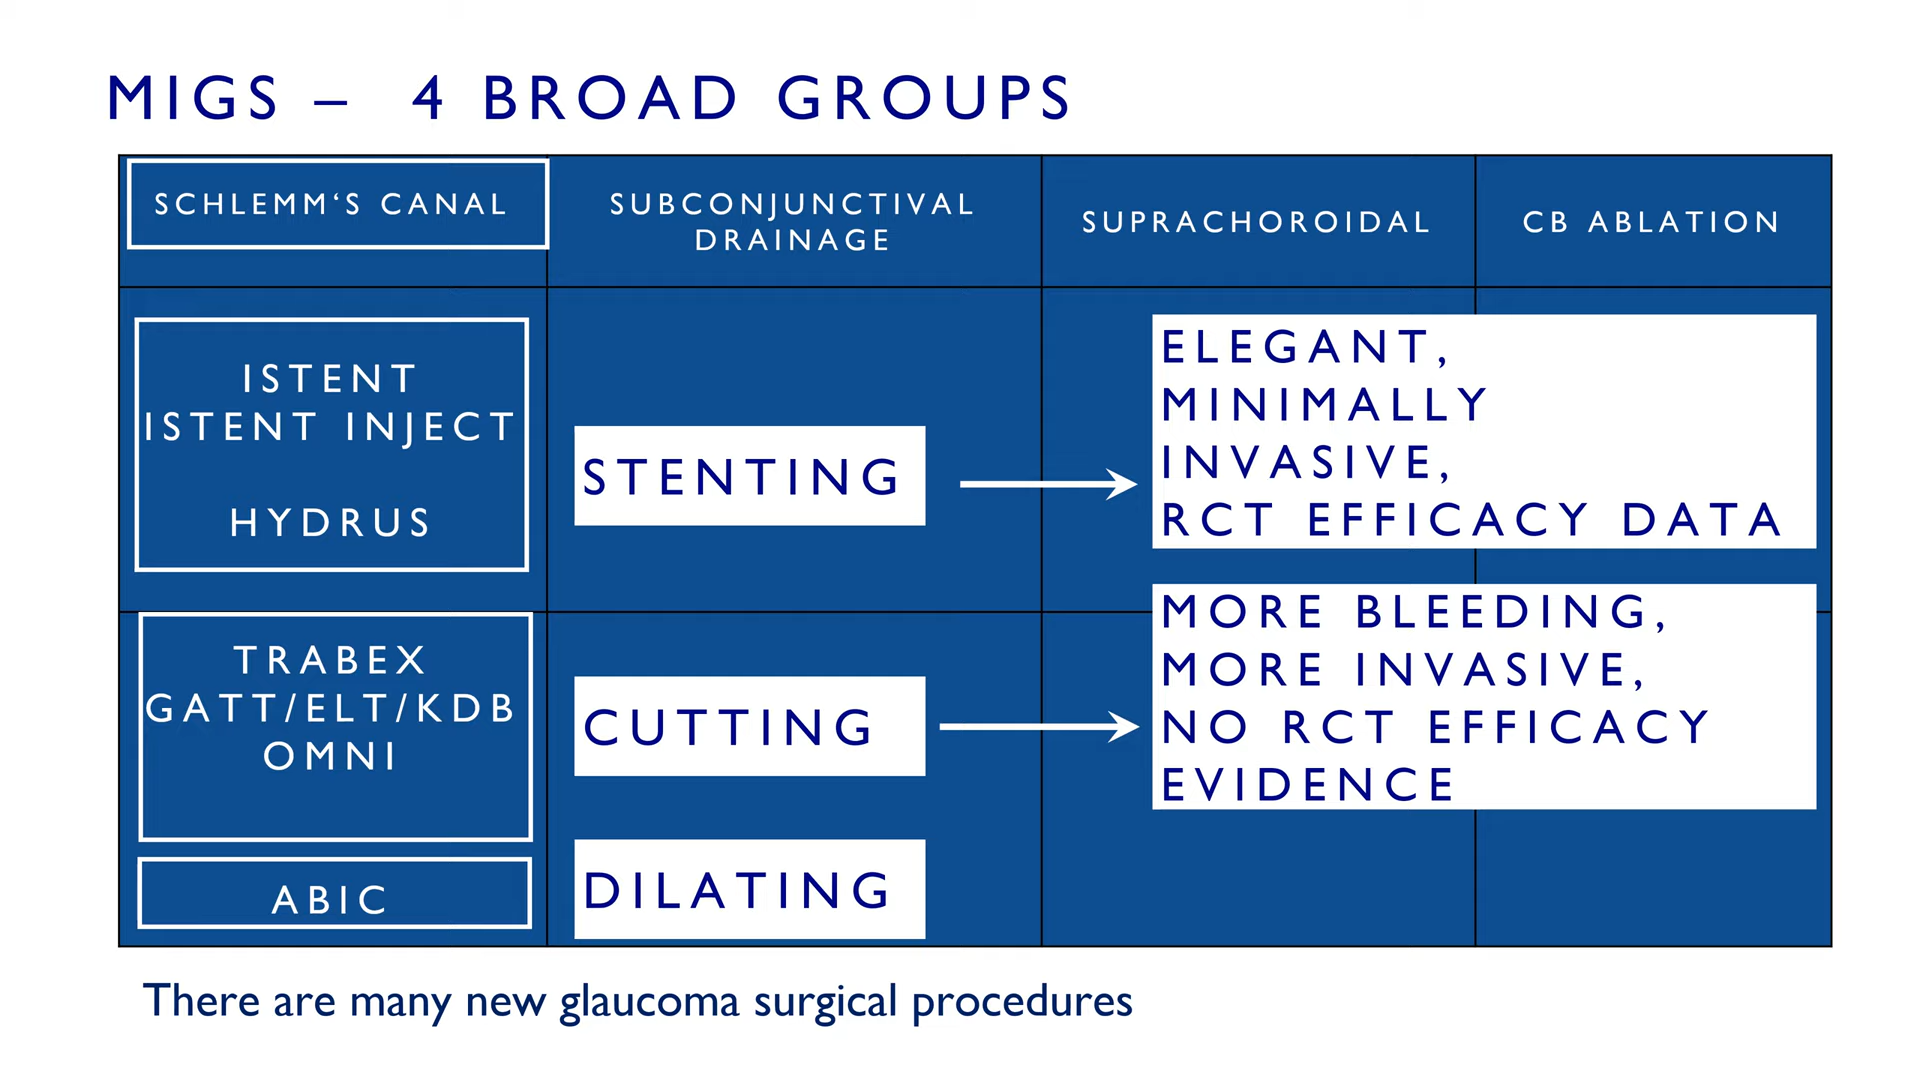 MIGS – 4 BROAD GROUPS
SCHLEMM‘S CANAL
SUBCONJUNCTIVAL
DRAINAGE
SUPRACHOROIDAL
CB ABLATION
ISTENT
ISTENT INJECT
HYDRUS
STENTING
ELEGANT,
MINIMALLY
INVASIVE,
RCT EFFICACY DATA
TRABEX
GATT/ELT/KDB
OMNI
CUTTING
MORE BLEEDING,
MORE INVASIVE,
NO RCT EFFICACY
EVIDENCE
ABIC
DILATING
There are many new glaucoma surgical procedures